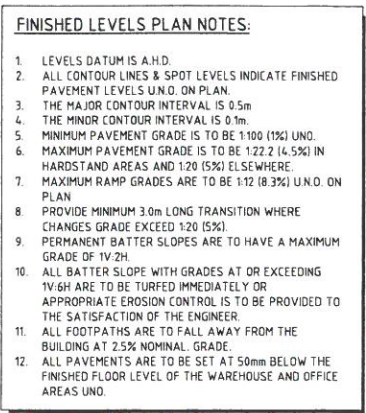 FINISHED LEVELS PLAN NOTES:
1. LEVELS DATUM IS A.H.D.
2. ALL CONTOUR LINES & SPOT LEVELS INDICATE FINISHED
PAVEMENT LEVELS U.N.O. ON PLAN.
3. THE MAJOR CONTOUR INTERVAL IS 0.5m
4. THE MINOR CONTOUR INTERVAL IS 0.1m.
5. MINIMUM PAVEMENT GRADE IS TO BE 1:100 (1%) UNO.
6. MAXIMUM PAVEMENT GRADE IS TO BE 1:22.2 (4.5%) IN
HARDSTAND AREAS AND 1:20 (5%) ELSEWHERE.
7. MAXIMUM RAMP GRADES ARE TO BE 1:12 (8.3%) U.N.O. ON
PLAN
8. PROVIDE MINIMUM 3.0m LONG TRANSITION WHERE
CHANGES GRADE EXCEED 1:20 (5%).
9. PERMANENT BATTER SLOPES ARE TO HAVE A MAXIMUM
GRADE OF 1V:2H.
10. ALL BATTER SLOPE WITH GRADES AT OR EXCEEDING
1V:6H ARE TO BE TURFED IMMEDIATELY OR
APPROPRIATE EROSION CONTROL IS TO BE PROVIDED TO
THE SATISFACTION OF THE ENGINEER.
11. ALL FOOTPATHS ARE TO FALL AWAY FROM THE
BUILDING AT 2.5% NOMINAL. GRADE.
12. ALL PAVEMENTS ARE TO BE SET AT 50mm BELOW THE
FINISHED FLOOR LEVEL OF THE WAREHOUSE AND OFFICE
AREAS UNO.